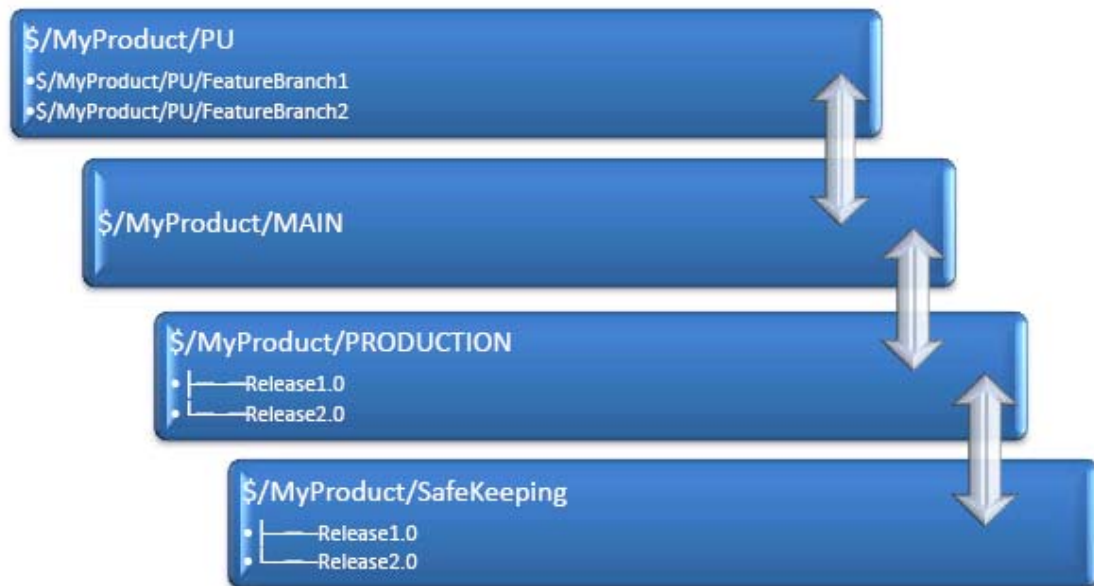 $/MyProduct/PU
•$/MyProduct/PU/FeatureBranch1
•$/MyProduct/PU/FeatureBranch2
$/MyProduct/MAIN
$/MyProduct/PRODUCTION
• ├── ──Release1.0
• └── ──Release2.0
$/MyProduct/SafeKeeping
• ├── ──Release1.0
• └── ──Release2.0